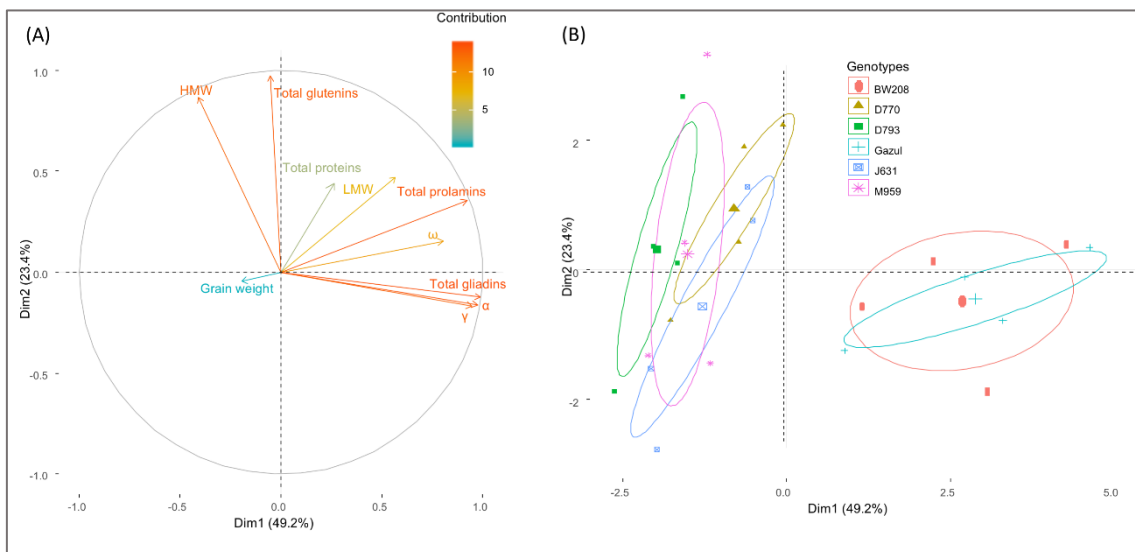 (A)
Contribution
10
5
1.0
0.5
0.0
-0.5
-1.0
Dim2 (23.4%)
HMW
Total glutenins
Total proteins
LMW
Total prolamins
ω
Grain weight
Total gliadins
α
γ
-1.0 -0.5 0.0 0.5 1.0
Dim1 (49.2%)
(B)
Genotypes
BW208
D770
D793
Gazul
J631
M959
2
0
-2
Dim2 (23.4%)
-2.5 0.0 2.5 5.0
Dim1 (49.2%)